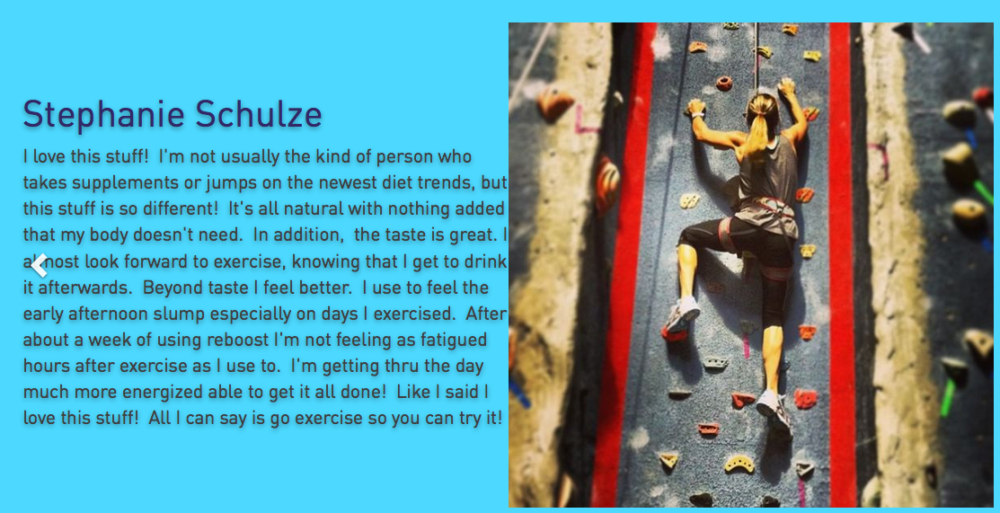 Stephanie Schulze
I love this stuff!  I'm not usually the kind of person who
takes supplements or jumps on the newest diet trends, but
this stuff is so different!  It's all natural with nothing added
that my body doesn't need.  In addition,  the taste is great. I
almost look forward to exercise, knowing that I get to drink
it afterwards.  Beyond taste I feel better.  I use to feel the
early afternoon slump especially on days I exercised.  After
about a week of using reboost I'm not feeling as fatigued
hours after exercise as I use to.  I'm getting thru the day
much more energized able to get it all done!  Like I said I
love this stuff!  All I can say is go exercise so you can try it!